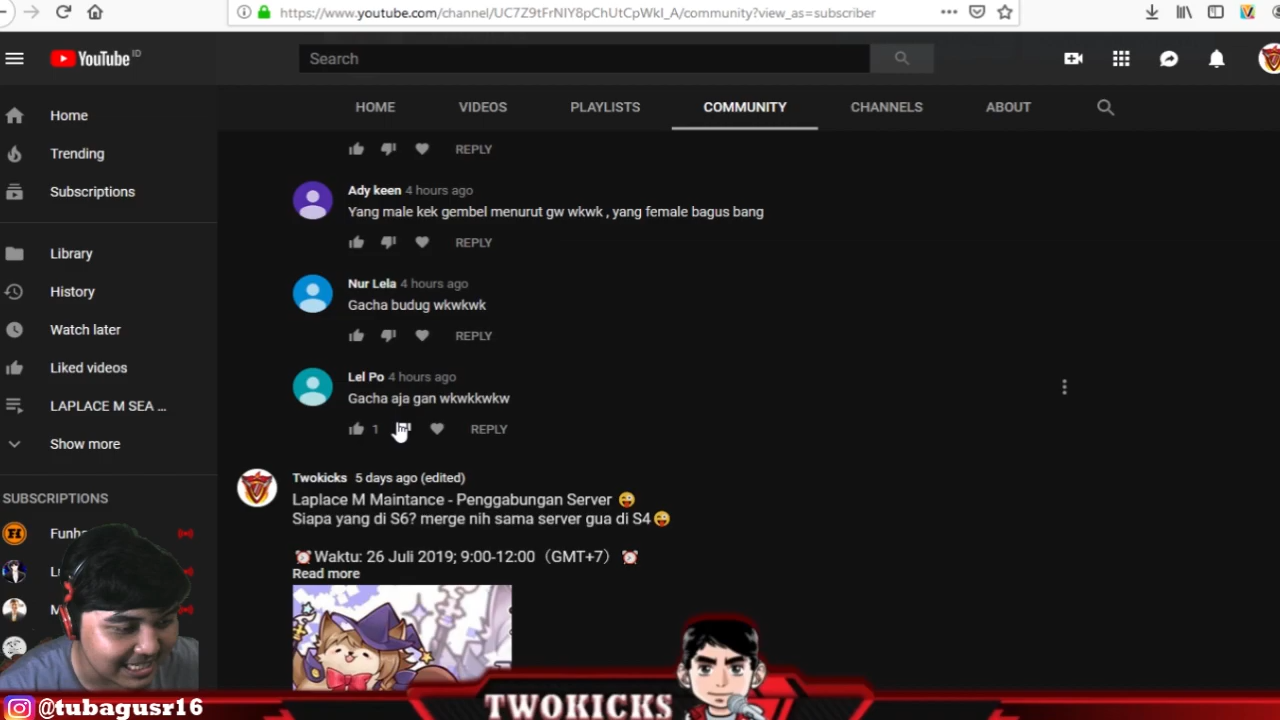 https://www.youtube.com/channel/UC7Z9tFrNIY8pChUtCpWkI_A/community?view_as=subscriber
YouTube ID
Search
HOME
VIDEOS
PLAYLISTS
COMMUNITY
CHANNELS
ABOUT
Home
Trending
Subscriptions
Library
History
Watch later
Liked videos
LAPLACE M SEA ...
Show more
SUBSCRIPTIONS
REPLY
Ady keen 4 hours ago
Yang male kek gembel menurut gw wkwk , yang female bagus bang
REPLY
Nur Lela 4 hours ago
Gacha budug wkwkwk
REPLY
Lel Po 4 hours ago
Gacha aja gan wkwkkwkw
1 REPLY
Twokicks 5 days ago (edited)
Laplace M Maintance - Penggabungan Server 😜
Siapa yang di S6? merge nih sama server gua di S4😜
⏰Waktu: 26 Juli 2019; 9:00-12:00（GMT+7）⏰
Read more
TWOKICKS
@tubagusr16